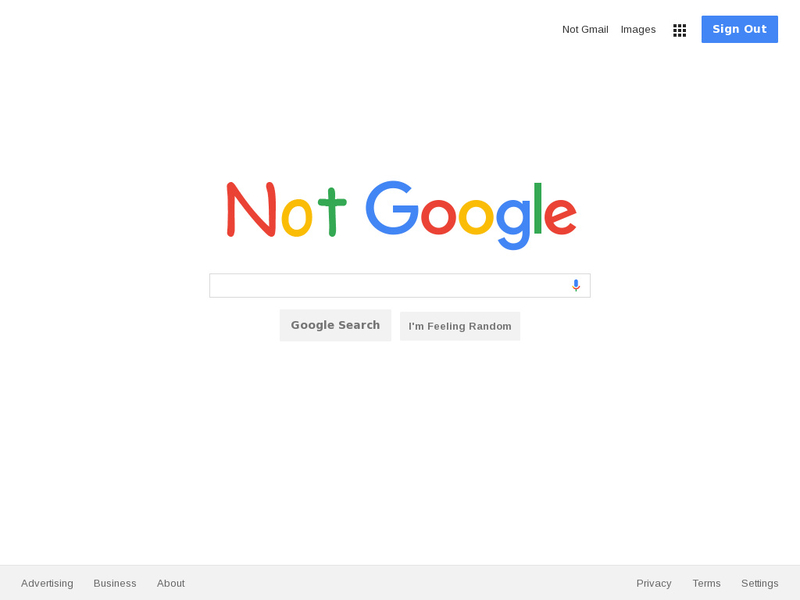 Not Gmail Images Sign Out
Not Google
Google Search I'm Feeling Random
Advertising Business About Privacy Terms Settings